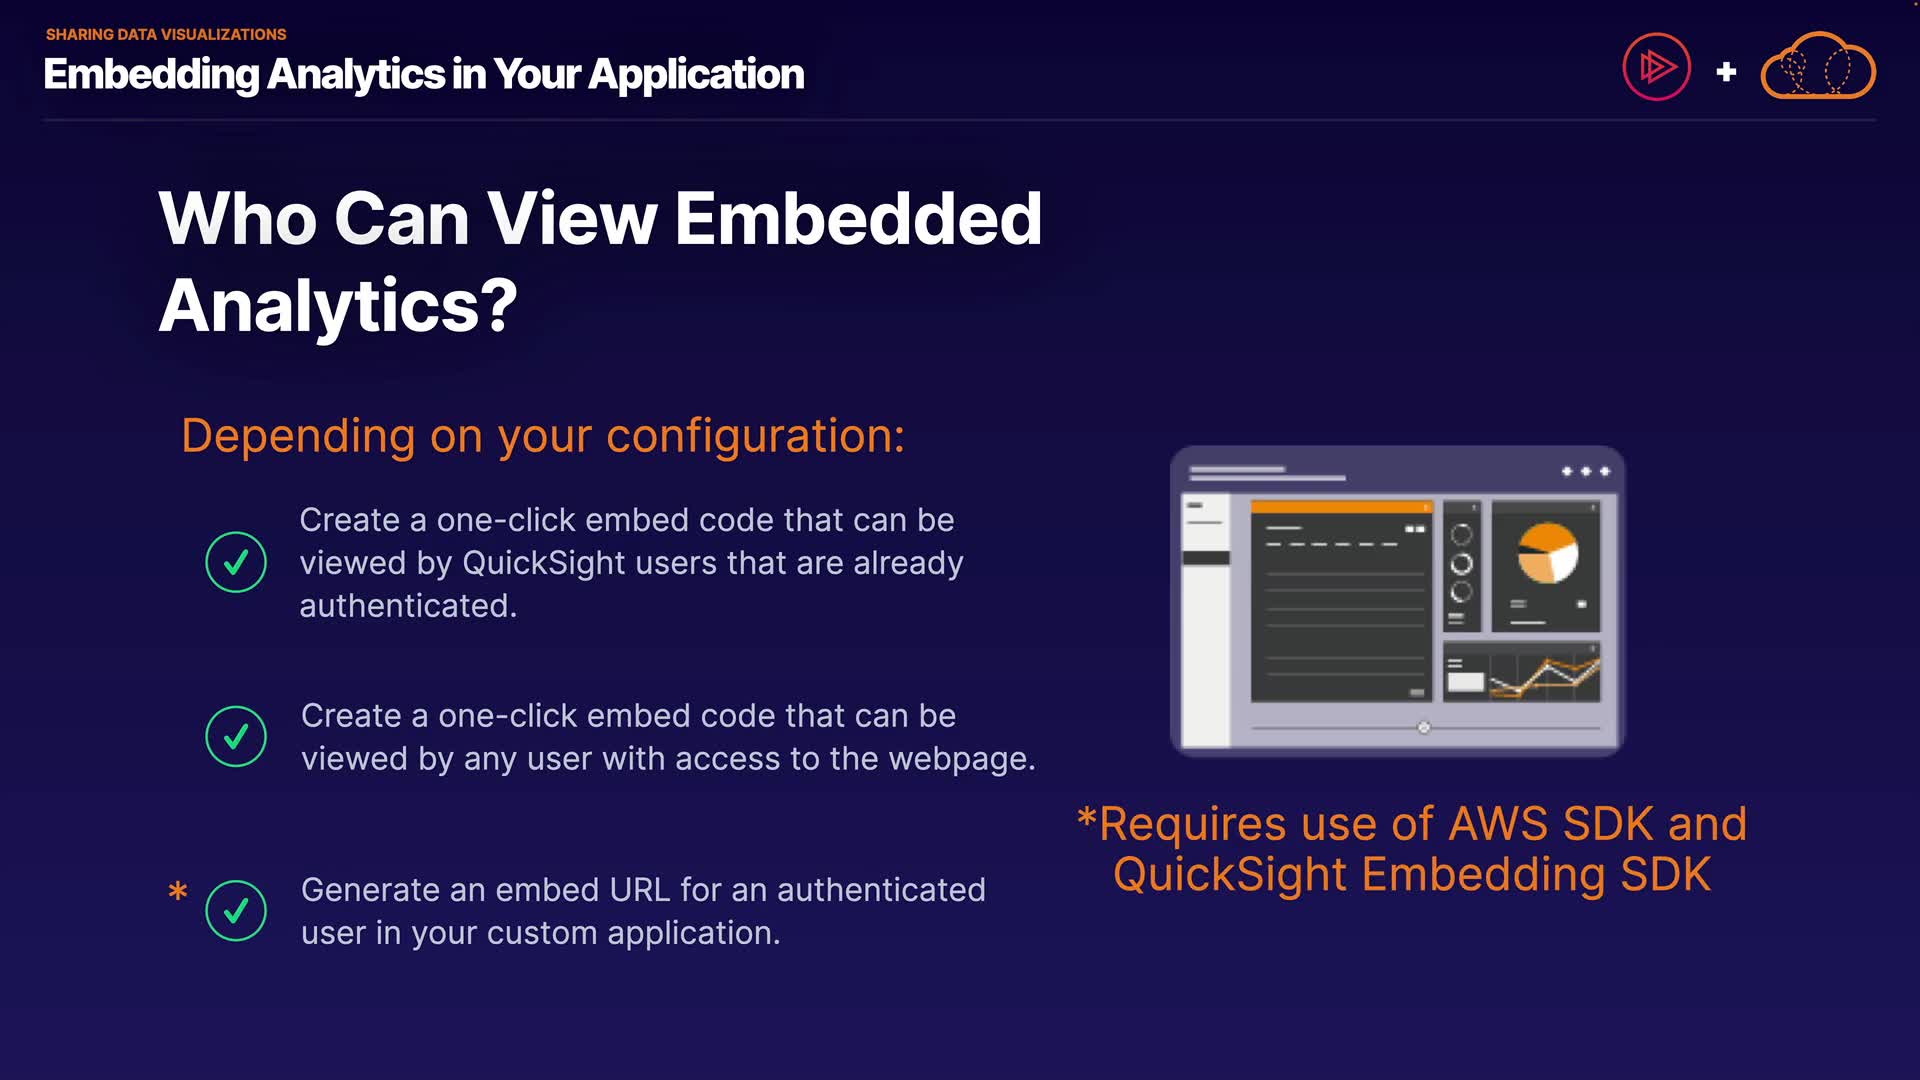 SHARING DATA VISUALIZATIONS
Embedding Analytics in Your Application
Who Can View Embedded
Analytics?
Depending on your configuration:
Create a one-click embed code that can be
viewed by QuickSight users that are already
authenticated.
Create a one-click embed code that can be
viewed by any user with access to the webpage.
* Generate an embed URL for an authenticated
user in your custom application.
*Requires use of AWS SDK and
QuickSight Embedding SDK